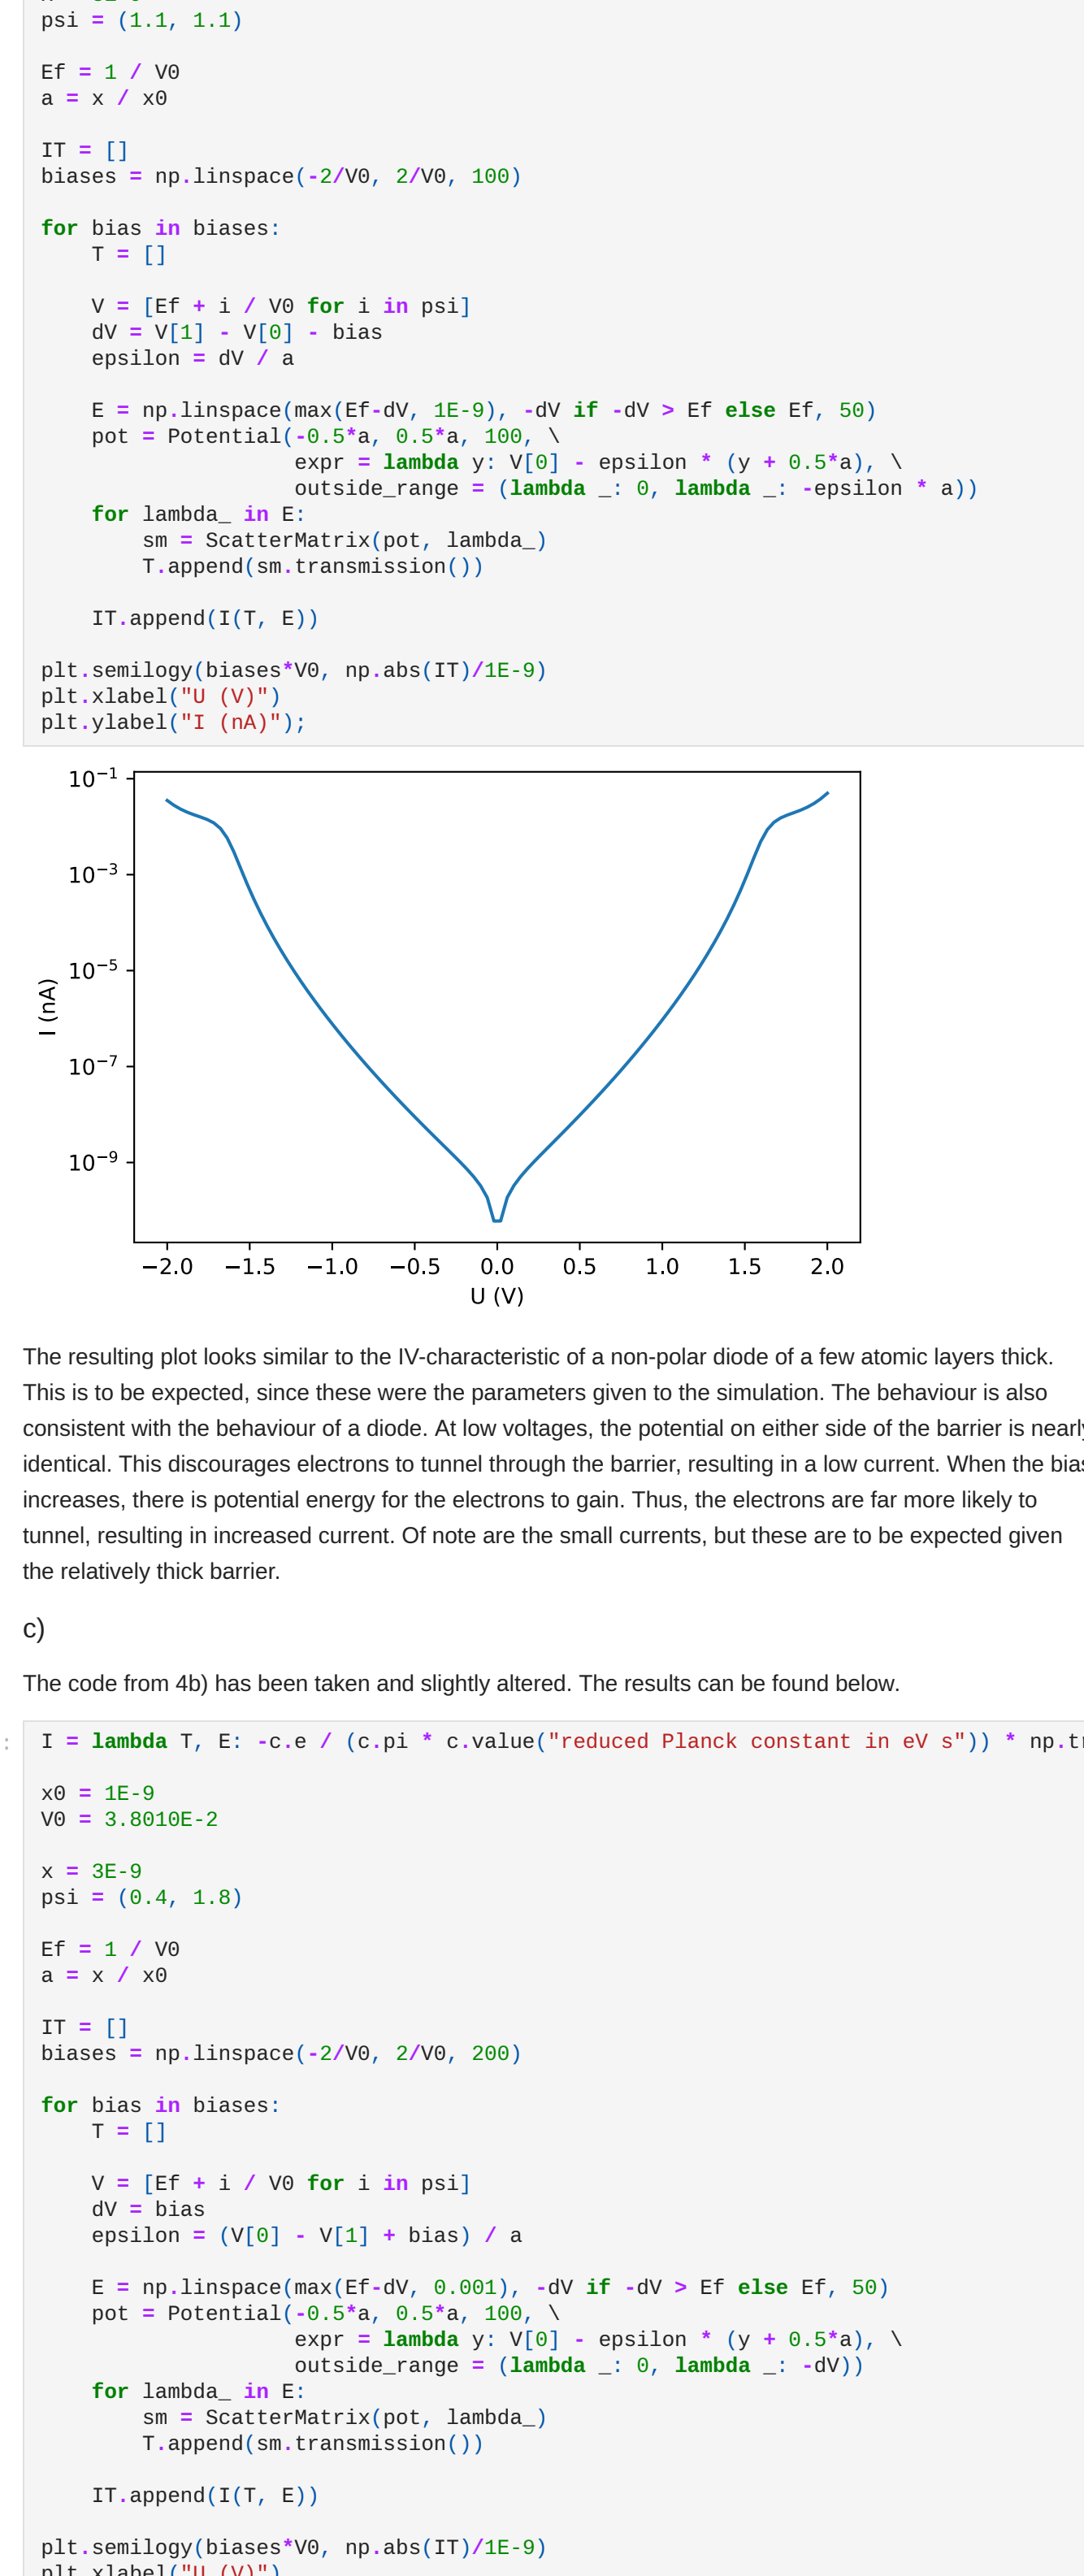 psi = (1.1, 1.1)
Ef = 1 / V0
a = x / x0
IT = []
biases = np.linspace(-2/V0, 2/V0, 100)
for bias in biases:
    T = []
    V = [Ef + i / V0 for i in psi]
    dV = V[1] - V[0] - bias
    epsilon = dV / a
    E = np.linspace(max(Ef-dV, 1E-9), -dV if -dV > Ef else Ef, 50)
    pot = Potential(-0.5*a, 0.5*a, 100, \
                    expr = lambda y: V[0] - epsilon * (y + 0.5*a), \
                    outside_range = (lambda _: 0, lambda _: -epsilon * a))
    for lambda_ in E:
        sm = ScatterMatrix(pot, lambda_)
        T.append(sm.transmission())
    IT.append(I(T, E))
plt.semilogy(biases*V0, np.abs(IT)/1E-9)
plt.xlabel("U (V)")
plt.ylabel("I (nA)");
10⁻¹
10⁻³
10⁻⁵
10⁻⁷
10⁻⁹
I (nA)
−2.0 −1.5 −1.0 −0.5 0.0 0.5 1.0 1.5 2.0
U (V)
The resulting plot looks similar to the IV-characteristic of a non-polar diode of a few atomic layers thick.
This is to be expected, since these were the parameters given to the simulation. The behaviour is also
consistent with the behaviour of a diode. At low voltages, the potential on either side of the barrier is nearly
identical. This discourages electrons to tunnel through the barrier, resulting in a low current. When the bias
increases, there is potential energy for the electrons to gain. Thus, the electrons are far more likely to
tunnel, resulting in increased current. Of note are the small currents, but these are to be expected given
the relatively thick barrier.
c)
The code from 4b) has been taken and slightly altered. The results can be found below.
: I = lambda T, E: -c.e / (c.pi * c.value("reduced Planck constant in eV s")) * np.tr
x0 = 1E-9
V0 = 3.8010E-2
x = 3E-9
psi = (0.4, 1.8)
Ef = 1 / V0
a = x / x0
IT = []
biases = np.linspace(-2/V0, 2/V0, 200)
for bias in biases:
    T = []
    V = [Ef + i / V0 for i in psi]
    dV = bias
    epsilon = (V[0] - V[1] + bias) / a
    E = np.linspace(max(Ef-dV, 0.001), -dV if -dV > Ef else Ef, 50)
    pot = Potential(-0.5*a, 0.5*a, 100, \
                    expr = lambda y: V[0] - epsilon * (y + 0.5*a), \
                    outside_range = (lambda _: 0, lambda _: -dV))
    for lambda_ in E:
        sm = ScatterMatrix(pot, lambda_)
        T.append(sm.transmission())
    IT.append(I(T, E))
plt.semilogy(biases*V0, np.abs(IT)/1E-9)
plt.xlabel("U (V)")